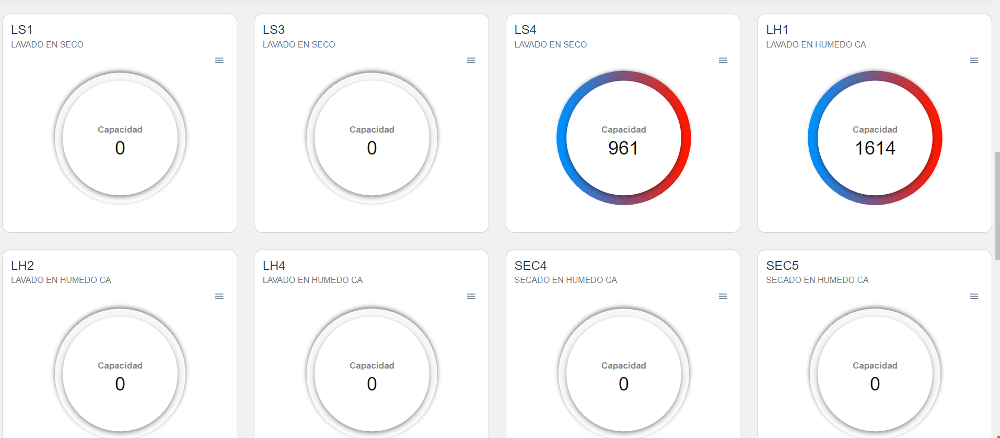 LS1
LAVADO EN SECO
Capacidad
0
LS3
LAVADO EN SECO
Capacidad
0
LS4
LAVADO EN SECO
Capacidad
961
LH1
LAVADO EN HUMEDO CA
Capacidad
1614
LH2
LAVADO EN HUMEDO CA
Capacidad
0
LH4
LAVADO EN HUMEDO CA
Capacidad
0
SEC4
SECADO EN HUMEDO CA
Capacidad
0
SEC5
SECADO EN HUMEDO CA
Capacidad
0